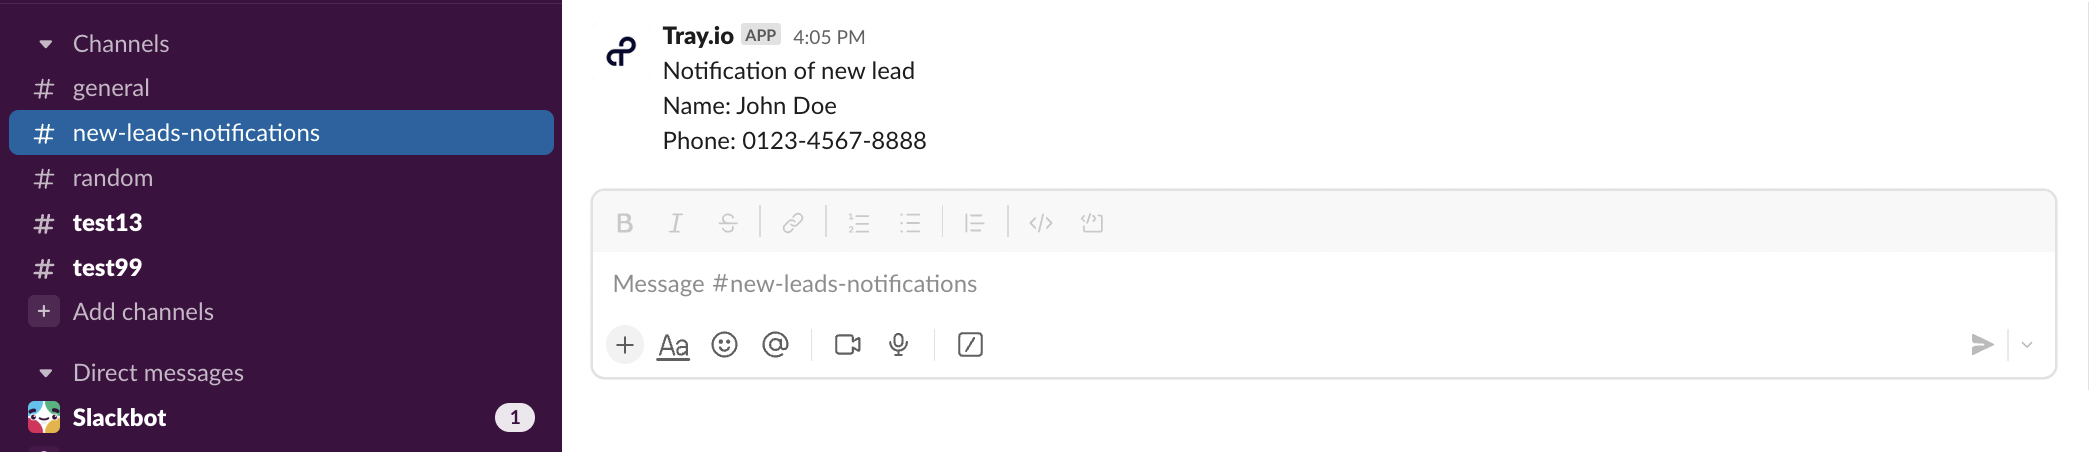 Channels
# general
# new-leads-notifications
# random
# test13
# test99
+ Add channels
Direct messages
Slackbot 1
Tray.io APP 4:05 PM
Notification of new lead
Name: John Doe
Phone: 0123-4567-8888
B I S
Message #new-leads-notifications
+ Aa @